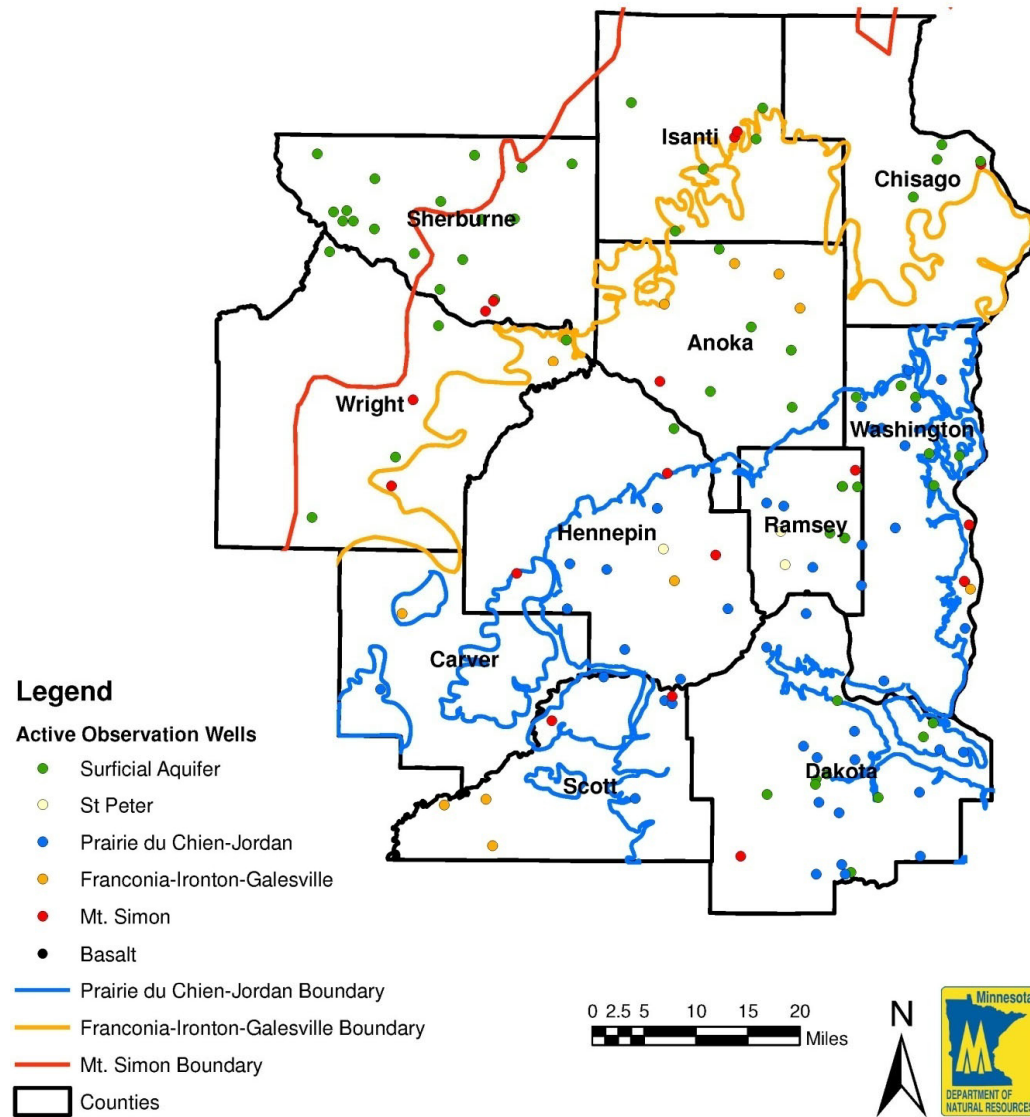 Isanti
Chisago
Sherburne
Anoka
Wright
Washington
Hennepin
Ramsey
Carver
Scott
Dakota
Legend
Active Observation Wells
Surficial Aquifer
St Peter
Prairie du Chien-Jordan
Franconia-Ironton-Galesville
Mt. Simon
Basalt
Prairie du Chien-Jordan Boundary
Franconia-Ironton-Galesville Boundary
Mt. Simon Boundary
Counties
0 2.5 5 10 15 20
Miles
N
Minnesota
DEPARTMENT OF
NATURAL RESOURCES